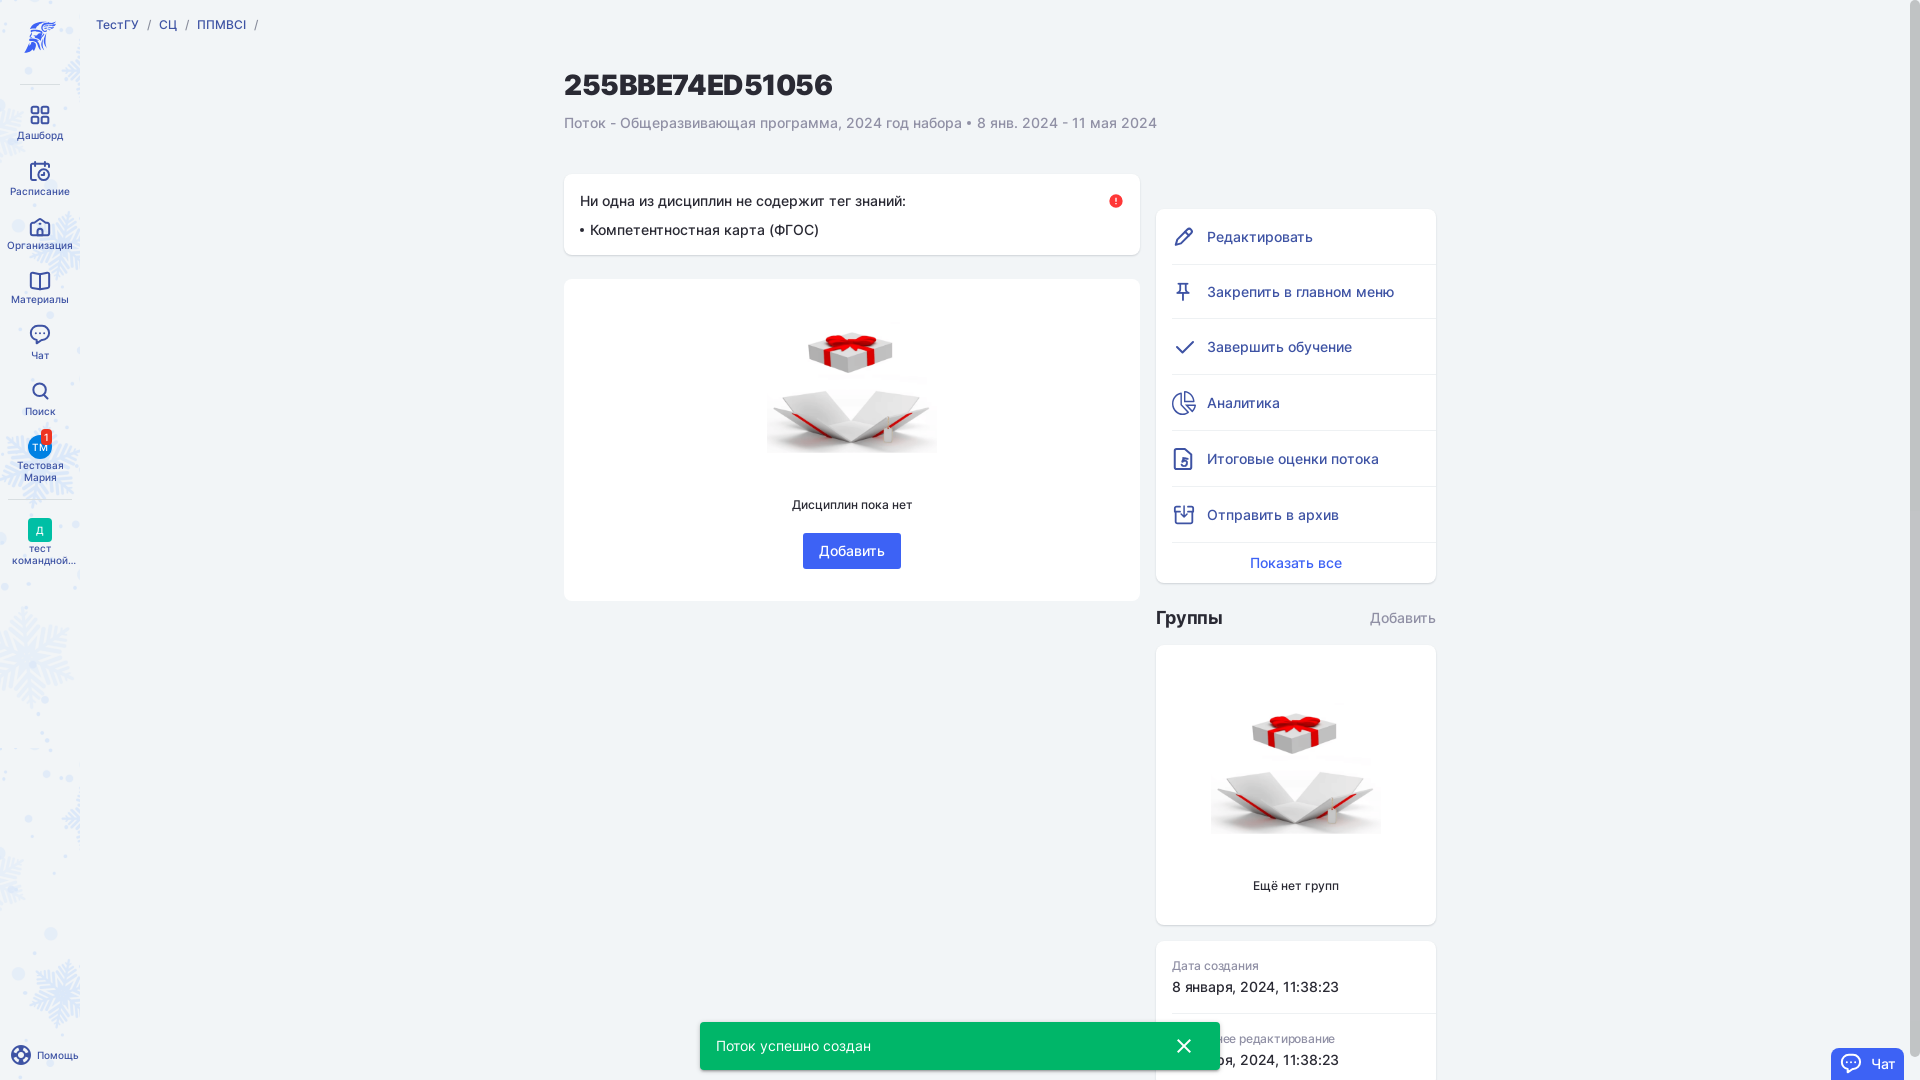 ТестГУ / СЦ / ППМВСI /
Дашборд
Расписание
Организация
Материалы
Чат
Поиск
ТМ
1
Тестовая
Мария
Д
тест
командной...
Помощь
255BBE74ED51056
Поток - Общеразвивающая программа, 2024 год набора • 8 янв. 2024 - 11 мая 2024
Ни одна из дисциплин не содержит тег знаний:
• Компетентностная карта (ФГОС)
Дисциплин пока нет
Добавить
Редактировать
Закрепить в главном меню
Завершить обучение
Аналитика
Итоговые оценки потока
Отправить в архив
Показать все
Группы
Добавить
Ещё нет групп
Дата создания
8 января, 2024, 11:38:23
редактирование
2024, 11:38:23
Поток успешно создан
Чат